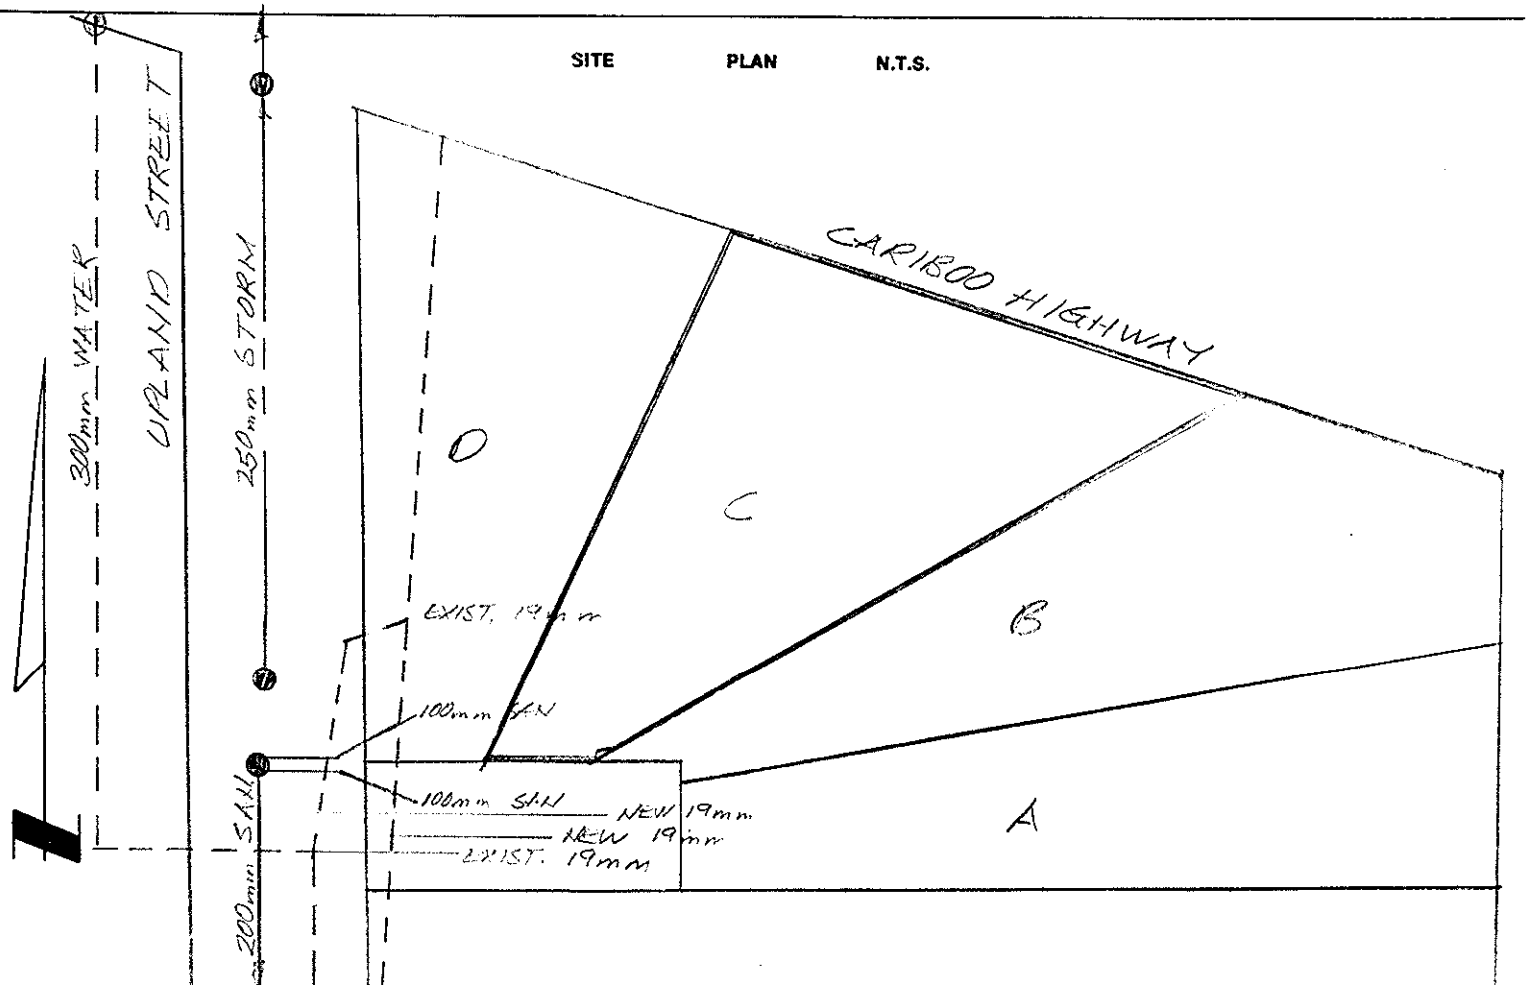 SITE PLAN N.T.S.
300mm WATER
UPLAND STREET
250mm STORM
CARIBOO HIGHWAY
D
C
B
A
EXIST. 19mm
100mm SAN
100mm SAN
NEW 19mm
NEW 19mm
EXIST. 19mm
200mm SAN.